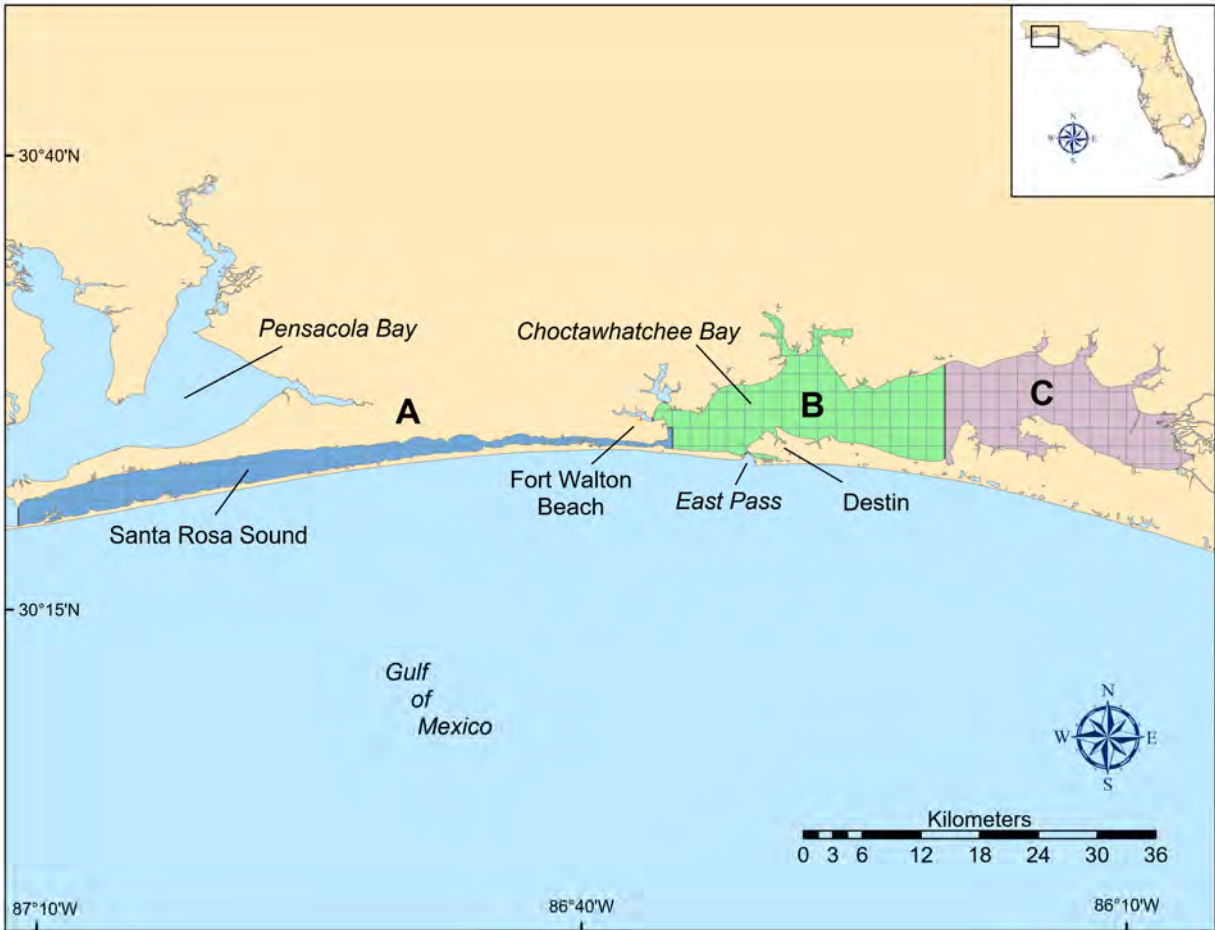 N
W E
S
30°40'N
Pensacola Bay
Choctawhatchee Bay
A
B
C
Fort Walton
Beach
East Pass
Destin
Santa Rosa Sound
30°15'N
Gulf
of
Mexico
N
W E
S
Kilometers
0 3 6 12 18 24 30 36
87°10'W
86°40'W
86°10'W